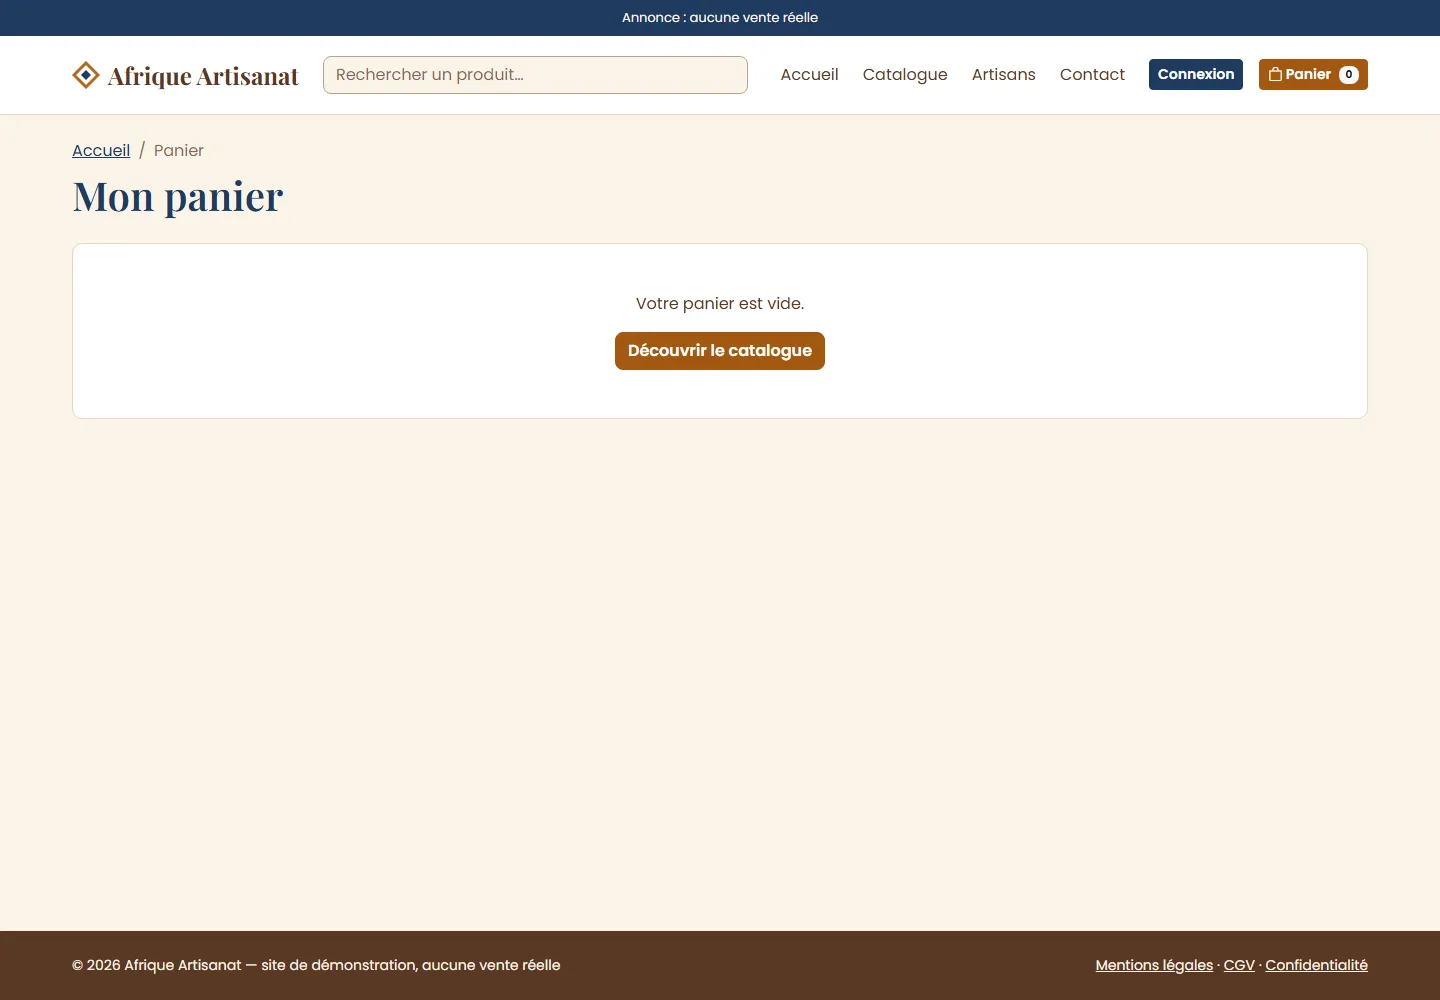 Annonce : aucune vente réelle
Afrique Artisanat
Rechercher un produit...
Accueil
Catalogue
Artisans
Contact
Connexion
Panier 0
Accueil / Panier
Mon panier
Votre panier est vide.
Découvrir le catalogue
© 2026 Afrique Artisanat — site de démonstration, aucune vente réelle
Mentions légales · CGV · Confidentialité